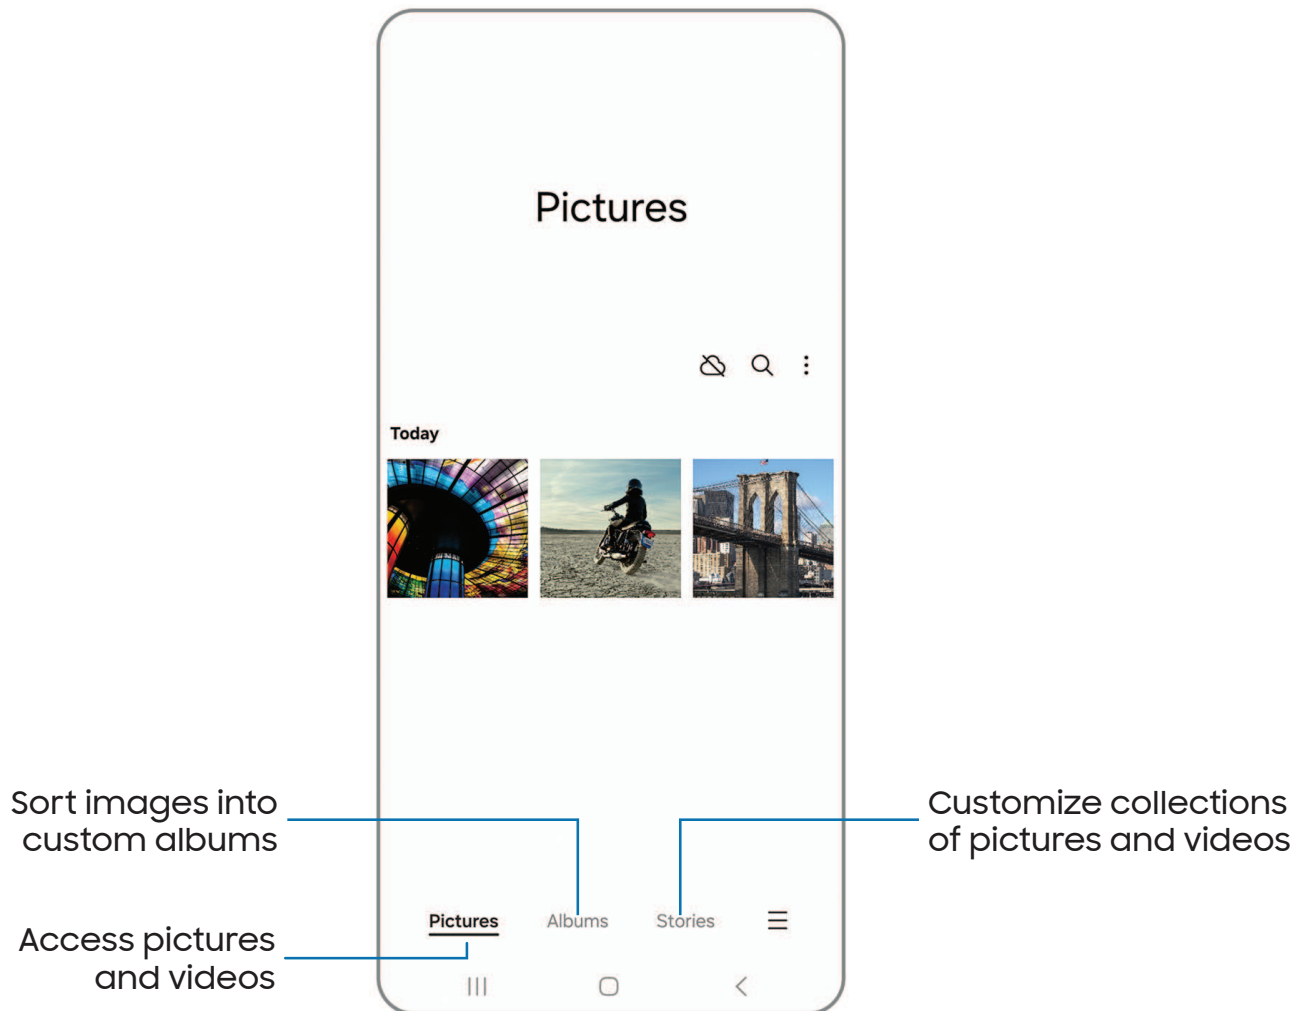 Pictures
Today
Sort images into
custom albums
Customize collections
of pictures and videos
Pictures
Albums
Stories
Access pictures
and videos